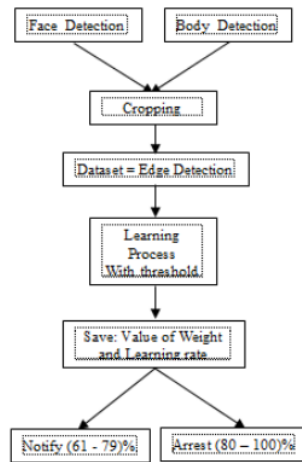 Face Detection
Body Detection
Cropping
Dataset = Edge Detection
Learning
Process
With threshold
Save: Value of Weight
and Learning rate
Notify (61 - 79)%
Arrest (80 – 100)%